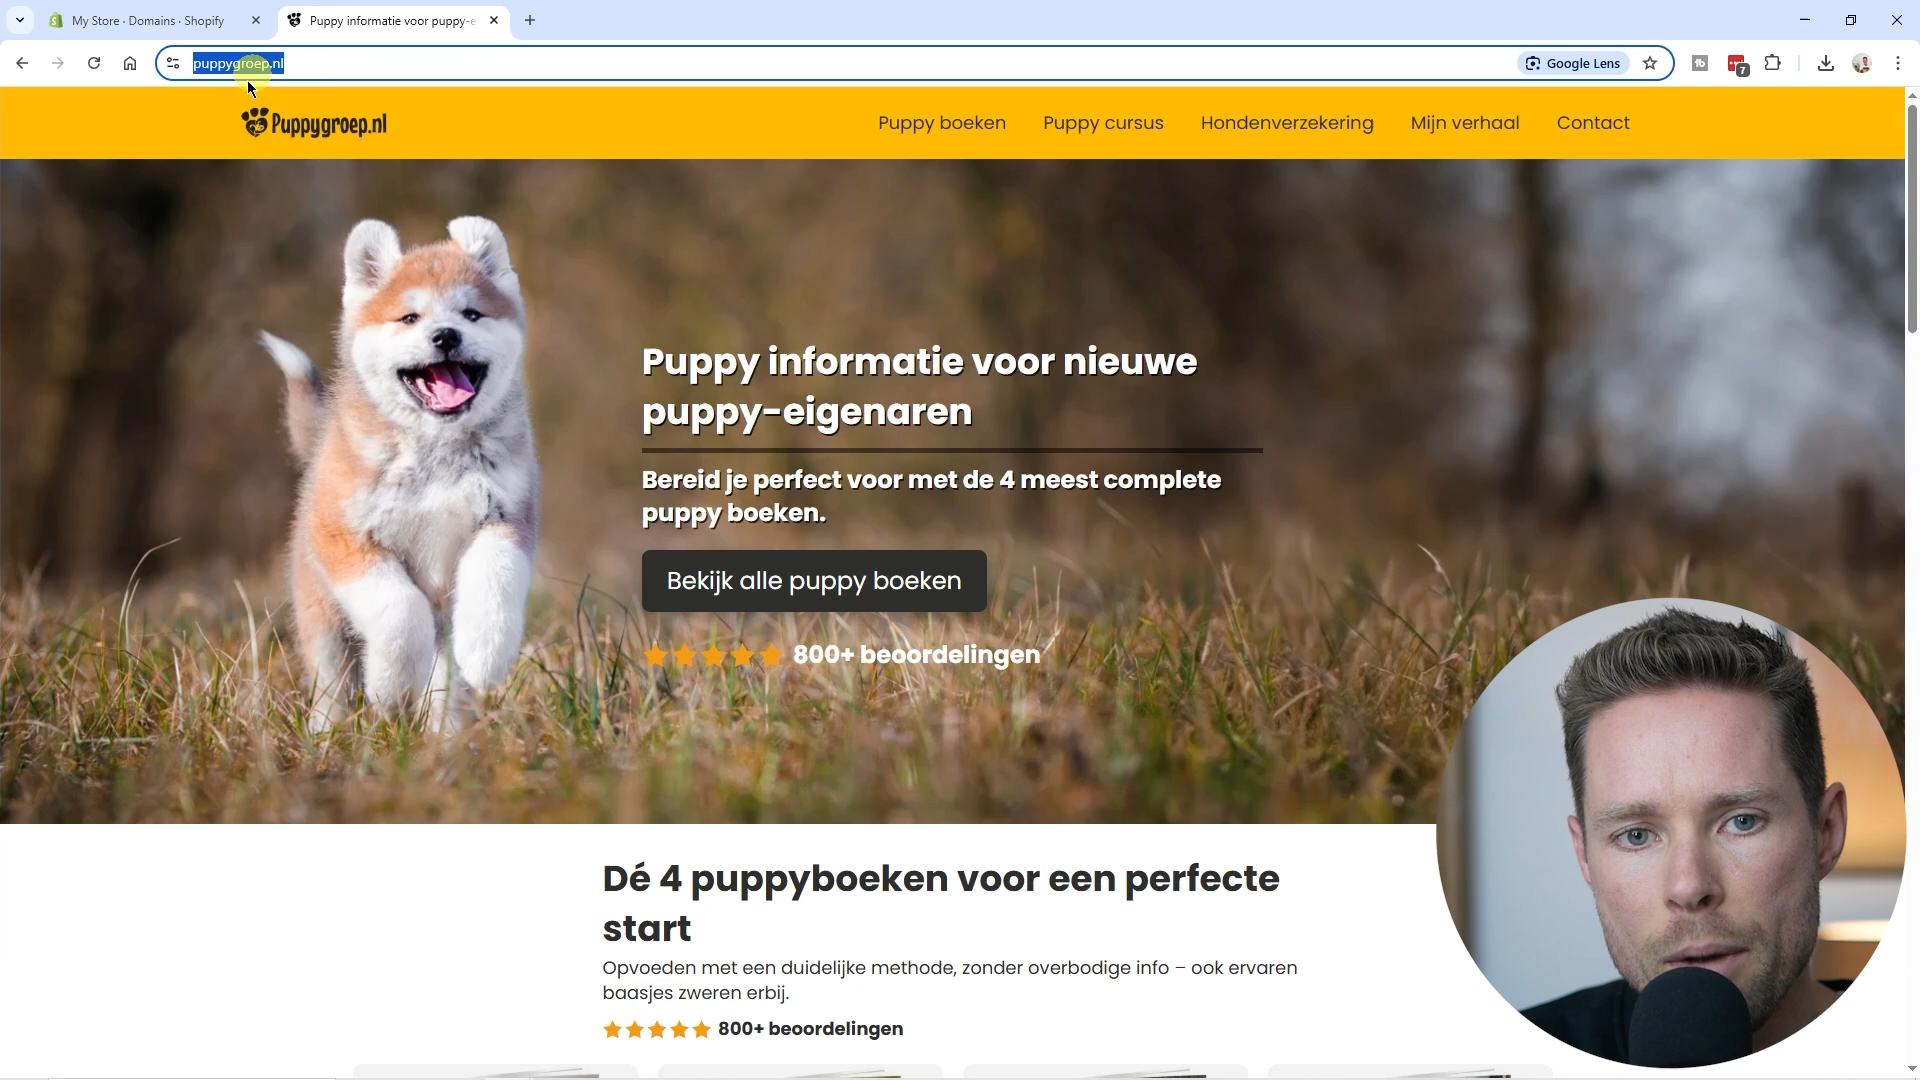 My Store · Domains · Shopify
Puppy informatie voor puppy-e
puppygroep.nl
Google Lens
7
Puppygroep.nl
Puppy boeken
Puppy cursus
Hondenverzekering
Mijn verhaal
Contact
Puppy informatie voor nieuwe
puppy-eigenaren
Bereid je perfect voor met de 4 meest complete
puppy boeken.
Bekijk alle puppy boeken
800+ beoordelingen
Dé 4 puppyboeken voor een perfecte
start
Opvoeden met een duidelijke methode, zonder overbodige info – ook ervaren
baasjes zweren erbij.
800+ beoordelingen